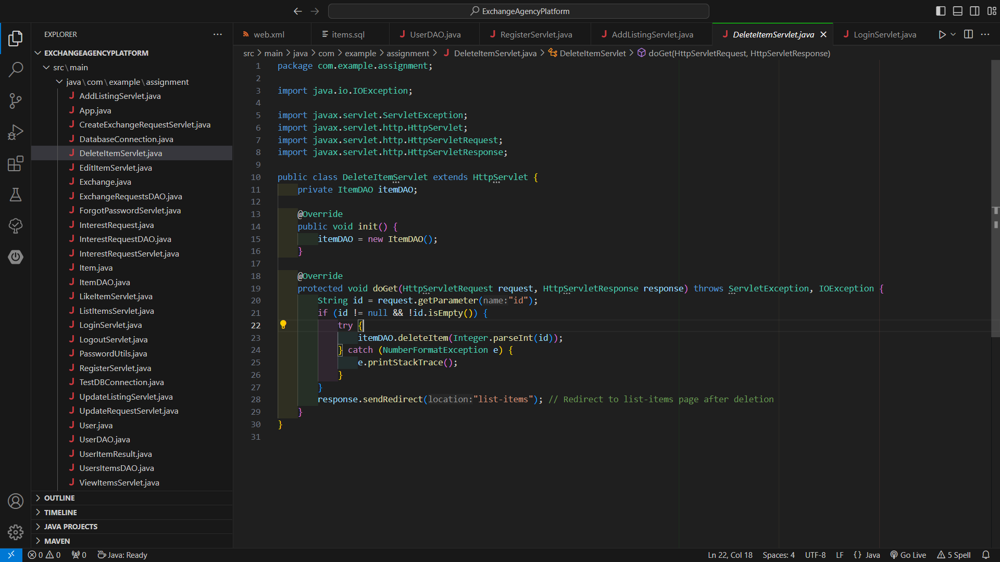 ExchangeAgencyPlatform
EXPLORER
EXCHANGEAGENCYPLATFORM
src\main
java\com\example\assignment
AddListingServlet.java
App.java
CreateExchangeRequestServlet.java
DatabaseConnection.java
DeleteItemServlet.java
EditItemServlet.java
Exchange.java
ExchangeRequestsDAO.java
ForgotPasswordServlet.java
InterestRequest.java
InterestRequestDAO.java
InterestRequestServlet.java
Item.java
ItemDAO.java
LikeItemServlet.java
ListItemsServlet.java
LoginServlet.java
LogoutServlet.java
PasswordUtils.java
RegisterServlet.java
TestDBConnection.java
UpdateListingServlet.java
UpdateRequestServlet.java
User.java
UserDAO.java
UserItemResult.java
UsersItemsDAO.java
ViewItemsServlet.java
OUTLINE
TIMELINE
JAVA PROJECTS
MAVEN
web.xml items.sql UserDAO.java RegisterServlet.java AddListingServlet.java DeleteItemServlet.java LoginServlet.java
src > main > java > com > example > assignment > DeleteItemServlet.java > DeleteItemServlet > doGet(HttpServletRequest, HttpServletResponse)
1 package com.example.assignment;
2
3 import java.io.IOException;
4
5 import javax.servlet.ServletException;
6 import javax.servlet.http.HttpServlet;
7 import javax.servlet.http.HttpServletRequest;
8 import javax.servlet.http.HttpServletResponse;
9
10 public class DeleteItemServlet extends HttpServlet {
11     private ItemDAO itemDAO;
12
13     @Override
14     public void init() {
15         itemDAO = new ItemDAO();
16     }
17
18     @Override
19     protected void doGet(HttpServletRequest request, HttpServletResponse response) throws ServletException, IOException {
20         String id = request.getParameter(name:"id");
21         if (id != null && !id.isEmpty()) {
22             try {
23                 itemDAO.deleteItem(Integer.parseInt(id));
24             } catch (NumberFormatException e) {
25                 e.printStackTrace();
26             }
27         }
28         response.sendRedirect(location:"list-items"); // Redirect to list-items page after deletion
29     }
30 }
31
0 0 0 Java: Ready Ln 22, Col 18 Spaces: 4 UTF-8 LF {} Java Go Live 5 Spell